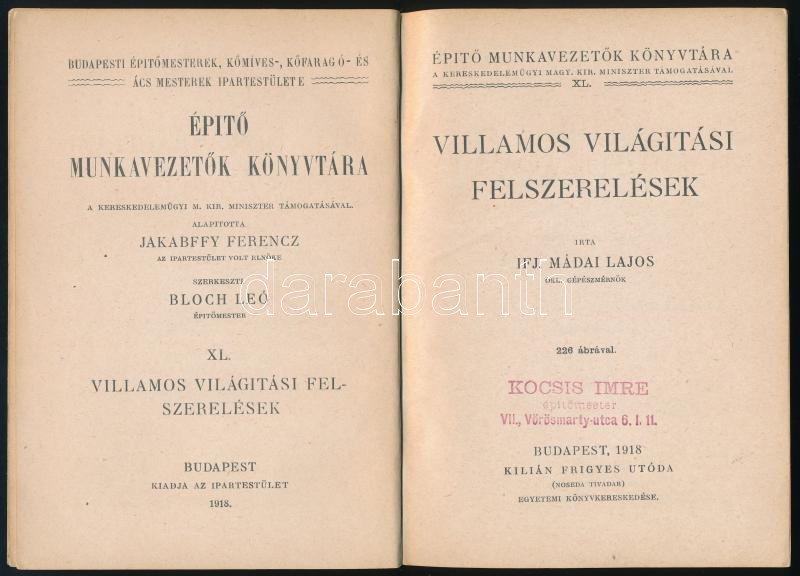 BUDAPESTI ÉPITŐMESTEREK, KŐMÍVES-, KŐFARAGÓ- ÉS
ÁCS MESTEREK IPARTESTÜLETE
ÉPITŐ
MUNKAVEZETŐK KÖNYVTÁRA
A KERESKEDELEMÜGYI M. KIR. MINISZTER TÁMOGATÁSÁVAL.
ALAPITOTTA
JAKABFFY FERENCZ
AZ IPARTESTÜLET VOLT ELNÖKE
SZERKESZTI
BLOCH LEÓ
ÉPITŐMESTER
XL.
VILLAMOS VILÁGITÁSI FEL-
SZERELÉSEK
BUDAPEST
KIADJA AZ IPARTESTÜLET
1918.
ÉPITŐ MUNKAVEZETŐK KÖNYVTÁRA
A KERESKEDELEMÜGYI MAGY. KIR. MINISZTER TÁMOGATÁSÁVAL
XL.
VILLAMOS VILÁGITÁSI
FELSZERELÉSEK
IRTA
IFJ. MÁDAI LAJOS
OKL. GÉPÉSZMÉRNÖK
226 ábrával.
KOCSIS IMRE
építőmester
VII., Vörösmarty-utca 6. I. 11.
BUDAPEST, 1918
KILIÁN FRIGYES UTÓDA
(NOSEDA TIVADAR)
EGYETEMI KÖNYVKERESKEDÉSE.
darabanth